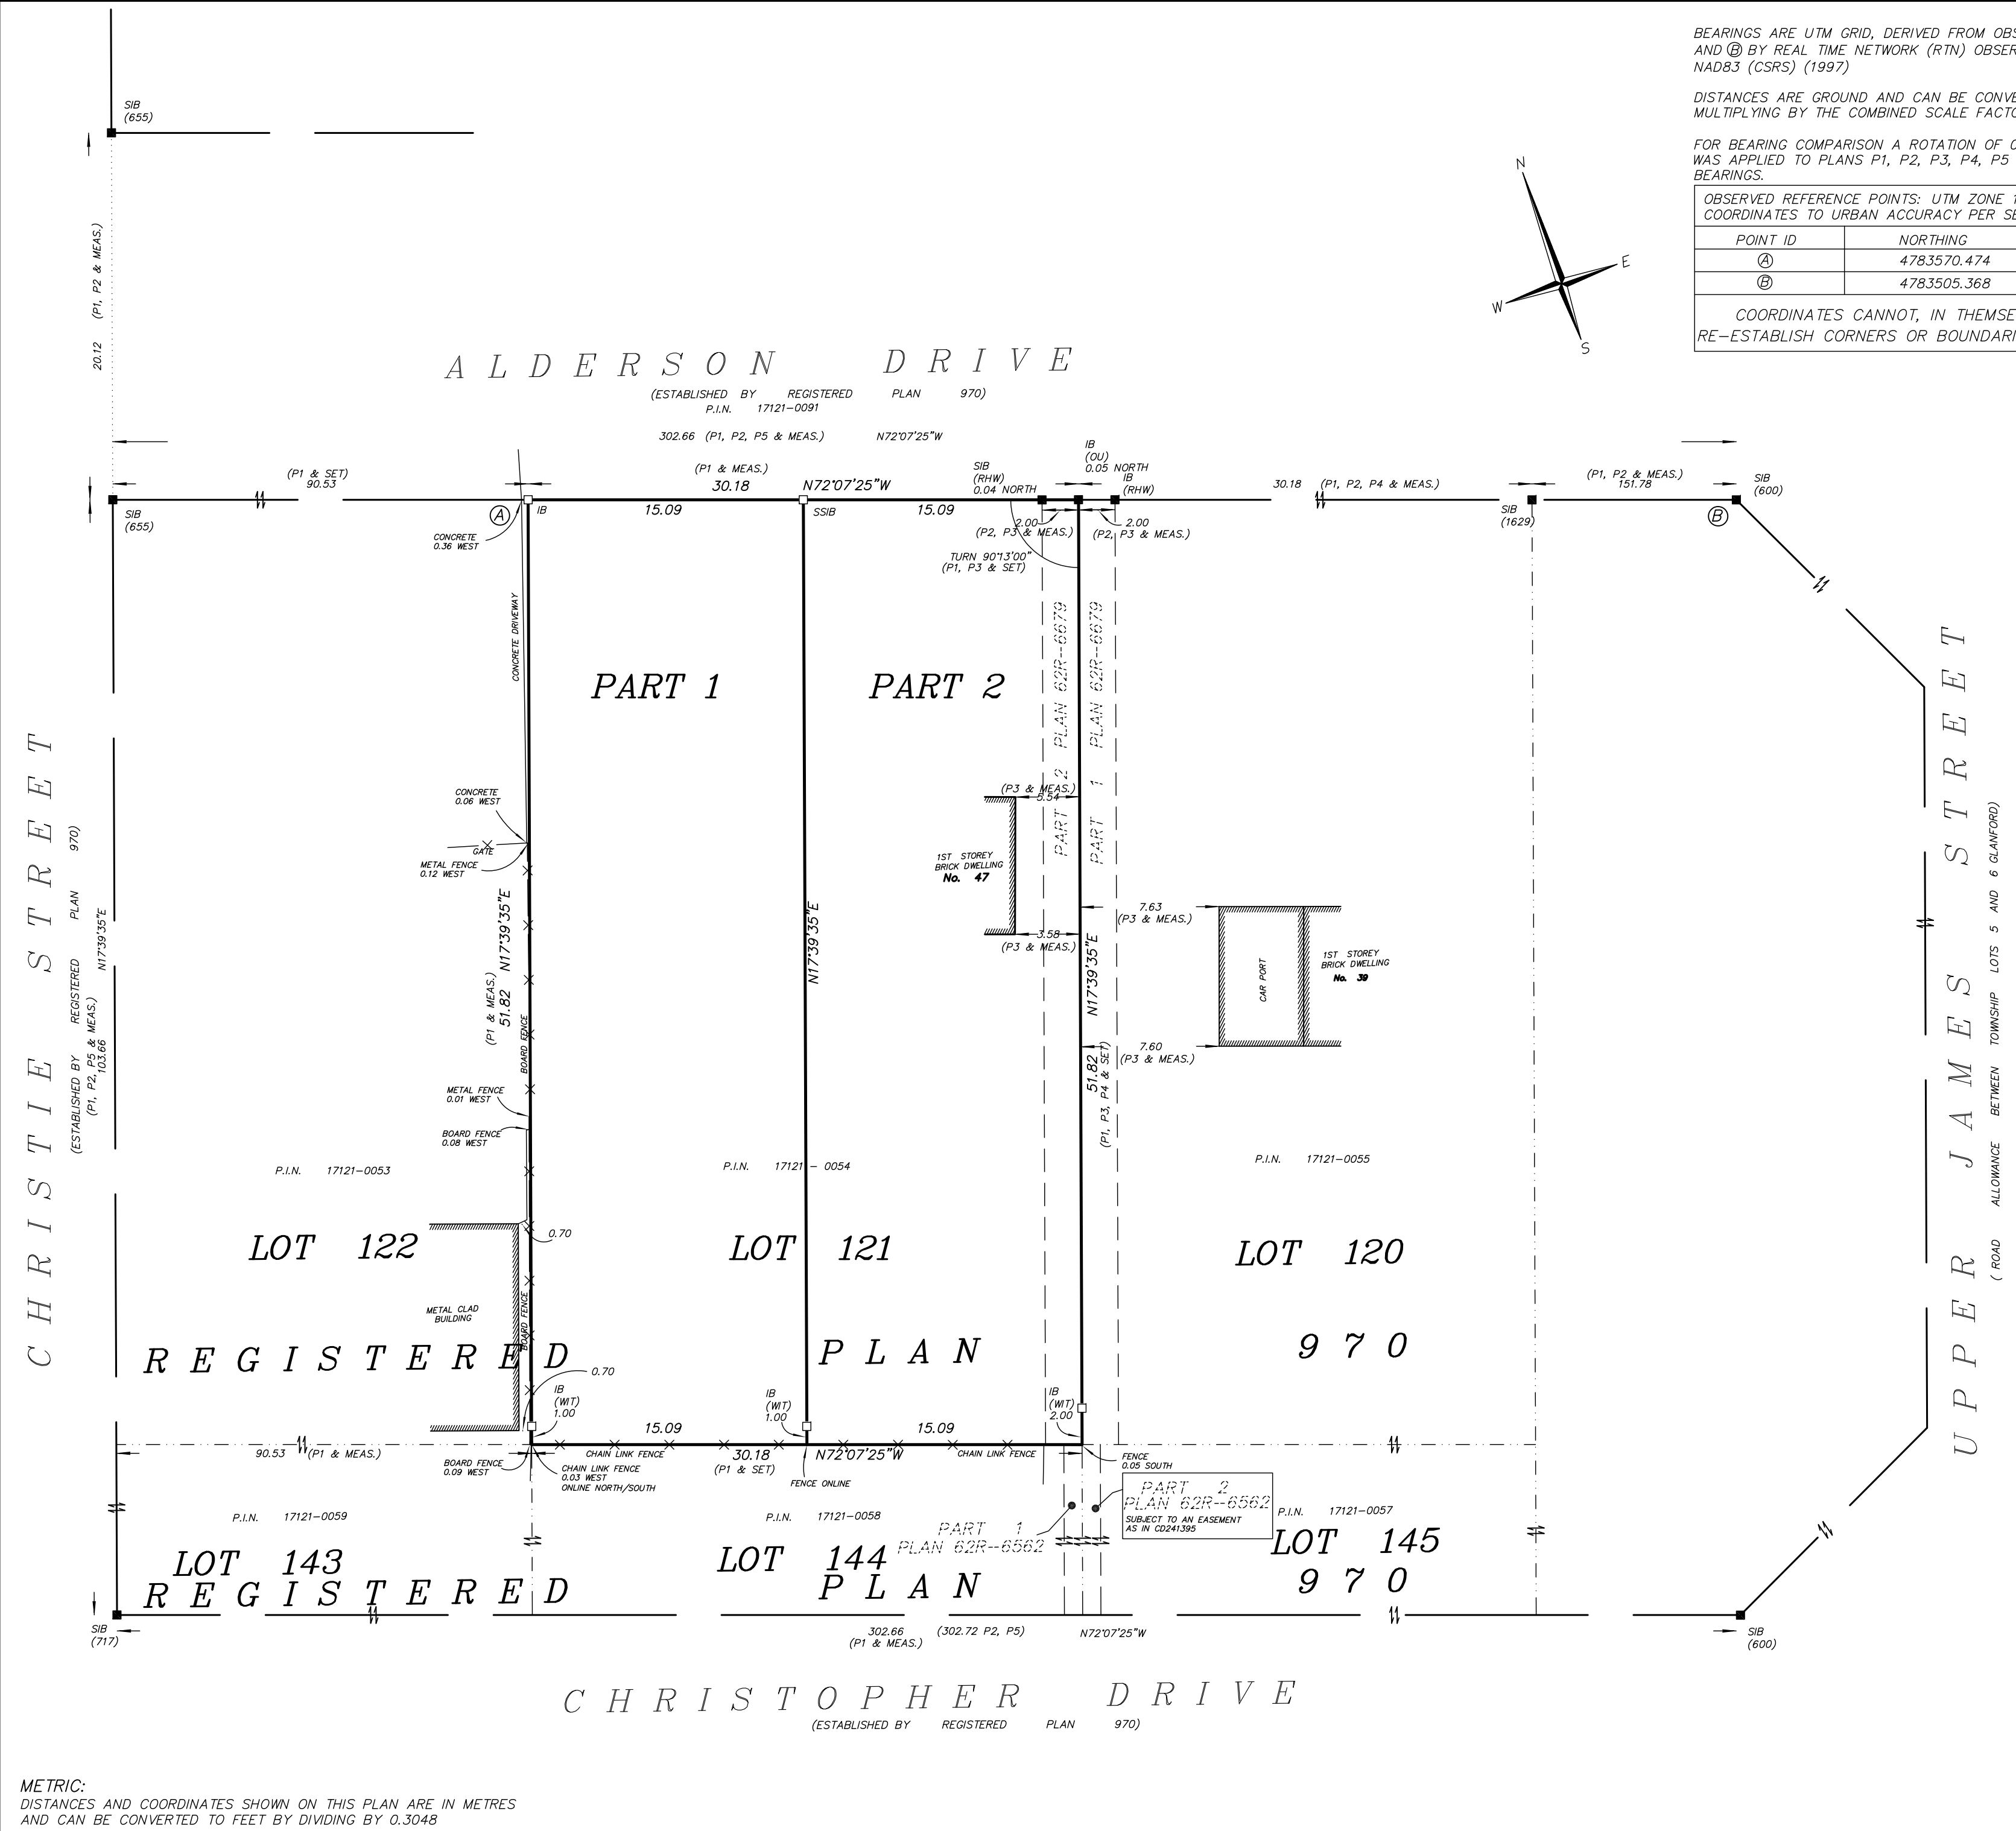 BEARINGS ARE UTM GRID, DERIVED FROM
AND Ⓑ BY REAL TIME NETWORK (RTN)
NAD83 (CSRS) (1997)
DISTANCES ARE GROUND AND CAN BE
MULTIPLYING BY THE COMBINED SCALE
FOR BEARING COMPARISON A ROTATION OF
WAS APPLIED TO PLANS P1, P2, P3, P4, P5
BEARINGS.
OBSERVED REFERENCE POINTS: UTM ZONE
COORDINATES TO URBAN ACCURACY PER
POINT ID NORTHING
Ⓐ 4783570.474
Ⓑ 4783505.368
COORDINATES CANNOT, IN
RE-ESTABLISH CORNERS OR
N
E
W
S
SIB
(655)
20.12 (P1, P2 & MEAS.)
ALDERSON DRIVE
(ESTABLISHED BY REGISTERED PLAN 970)
P.I.N. 17121-0091
302.66 (P1, P2, P5 & MEAS.) N72°07'25"W
(P1 & SET)
90.53
(P1 & MEAS.)
30.18 N72°07'25"W
SIB
(RHW)
0.04 NORTH
IB
(OU)
0.05 NORTH
IB
(RHW)
30.18 (P1, P2, P4 & MEAS.)
(P1, P2 & MEAS.)
151.78
SIB
(600)
SIB
(655)
Ⓐ
IB
15.09
SSIB
15.09
2.00
(P2, P3 & MEAS.)
2.00
(P2, P3 & MEAS.)
SIB
(1629)
Ⓑ
CONCRETE
0.36 WEST
TURN 90°13'00"
(P1, P3 & SET)
CONCRETE DRIVEWAY
PART 1
PART 2
PART 2 PLAN 62R-6679
PART 1 PLAN 62R-6679
CONCRETE
0.06 WEST
GATE
METAL FENCE
0.12 WEST
(P3 & MEAS.)
5.54
1ST STOREY
BRICK DWELLING
No. 47
3.58
(P3 & MEAS.)
7.63
(P3 & MEAS.)
CAR PORT
1ST STOREY
BRICK DWELLING
No. 39
7.60
(P3 & MEAS.)
CHRISTIE STREET
(ESTABLISHED BY REGISTERED PLAN 970)
(P1, P2, P5 & MEAS.)
103.66 N17°39'35"E
(P1 & MEAS.)
51.82 N17°39'35"E
BOARD FENCE
N17°39'35"E
51.82 N17°39'35"E
(P1, P3, P4 & SET)
UPPER JAMES STREET
( ROAD ALLOWANCE BETWEEN TOWNSHIP LOTS 5 AND 6 GLANFORD)
METAL FENCE
0.01 WEST
BOARD FENCE
0.08 WEST
P.I.N. 17121-0053
P.I.N. 17121 - 0054
P.I.N. 17121-0055
0.70
LOT 122
LOT 121
LOT 120
METAL CLAD
BUILDING
BOARD FENCE
REGISTERED PLAN 970
0.70
IB
(WIT)
1.00
IB
(WIT)
1.00
IB
(WIT)
2.00
15.09
15.09
90.53 (P1 & MEAS.)
CHAIN LINK FENCE
30.18 N72°07'25"W
(P1 & SET)
CHAIN LINK FENCE
BOARD FENCE
0.09 WEST
CHAIN LINK FENCE
0.03 WEST
ONLINE NORTH/SOUTH
FENCE ONLINE
FENCE
0.05 SOUTH
PART 2
PLAN 62R-6562
SUBJECT TO AN EASEMENT
AS IN CD241395
P.I.N. 17121-0059
P.I.N. 17121-0058
P.I.N. 17121-0057
PART 1
PLAN 62R-6562
LOT 143
LOT 144
LOT 145
REGISTERED PLAN 970
SIB
(717)
302.66 (302.72 P2, P5) N72°07'25"W
(P1 & MEAS.)
SIB
(600)
CHRISTOPHER DRIVE
(ESTABLISHED BY REGISTERED PLAN 970)
METRIC:
DISTANCES AND COORDINATES SHOWN ON THIS PLAN ARE IN METRES
AND CAN BE CONVERTED TO FEET BY DIVIDING BY 0.3048